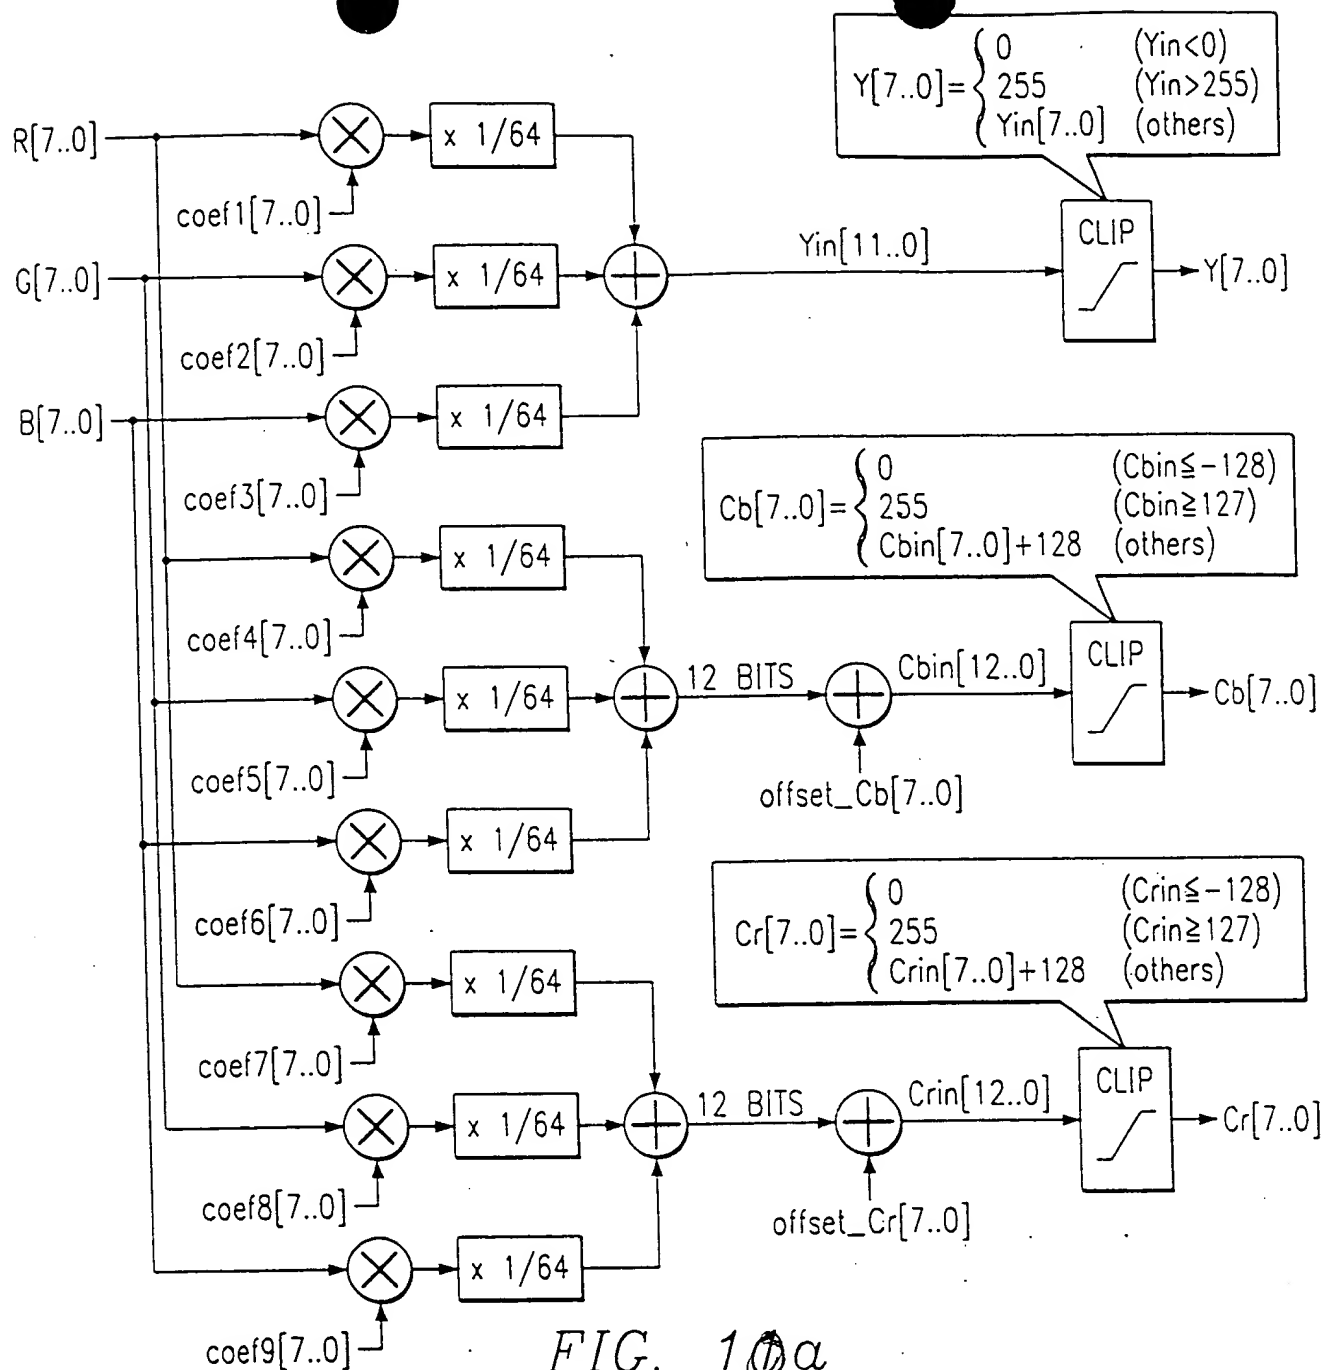 Y[7..0]= 0 (Yin<0)
255 (Yin>255)
Yin[7..0] (others)
R[7..0]
x 1/64
coef1[7..0]
CLIP
Yin[11..0]
G[7..0]
x 1/64
Y[7..0]
coef2[7..0]
B[7..0]
x 1/64
coef3[7..0]
Cb[7..0]= 0 (Cbin≦-128)
255 (Cbin≧127)
Cbin[7..0]+128 (others)
x 1/64
coef4[7..0]
CLIP
12 BITS
Cbin[12..0]
x 1/64
Cb[7..0]
coef5[7..0]
offset_Cb[7..0]
x 1/64
coef6[7..0]
Cr[7..0]= 0 (Crin≦-128)
255 (Crin≧127)
Crin[7..0]+128 (others)
x 1/64
coef7[7..0]
CLIP
12 BITS
Crin[12..0]
x 1/64
Cr[7..0]
coef8[7..0]
offset_Cr[7..0]
x 1/64
coef9[7..0]
FIG.